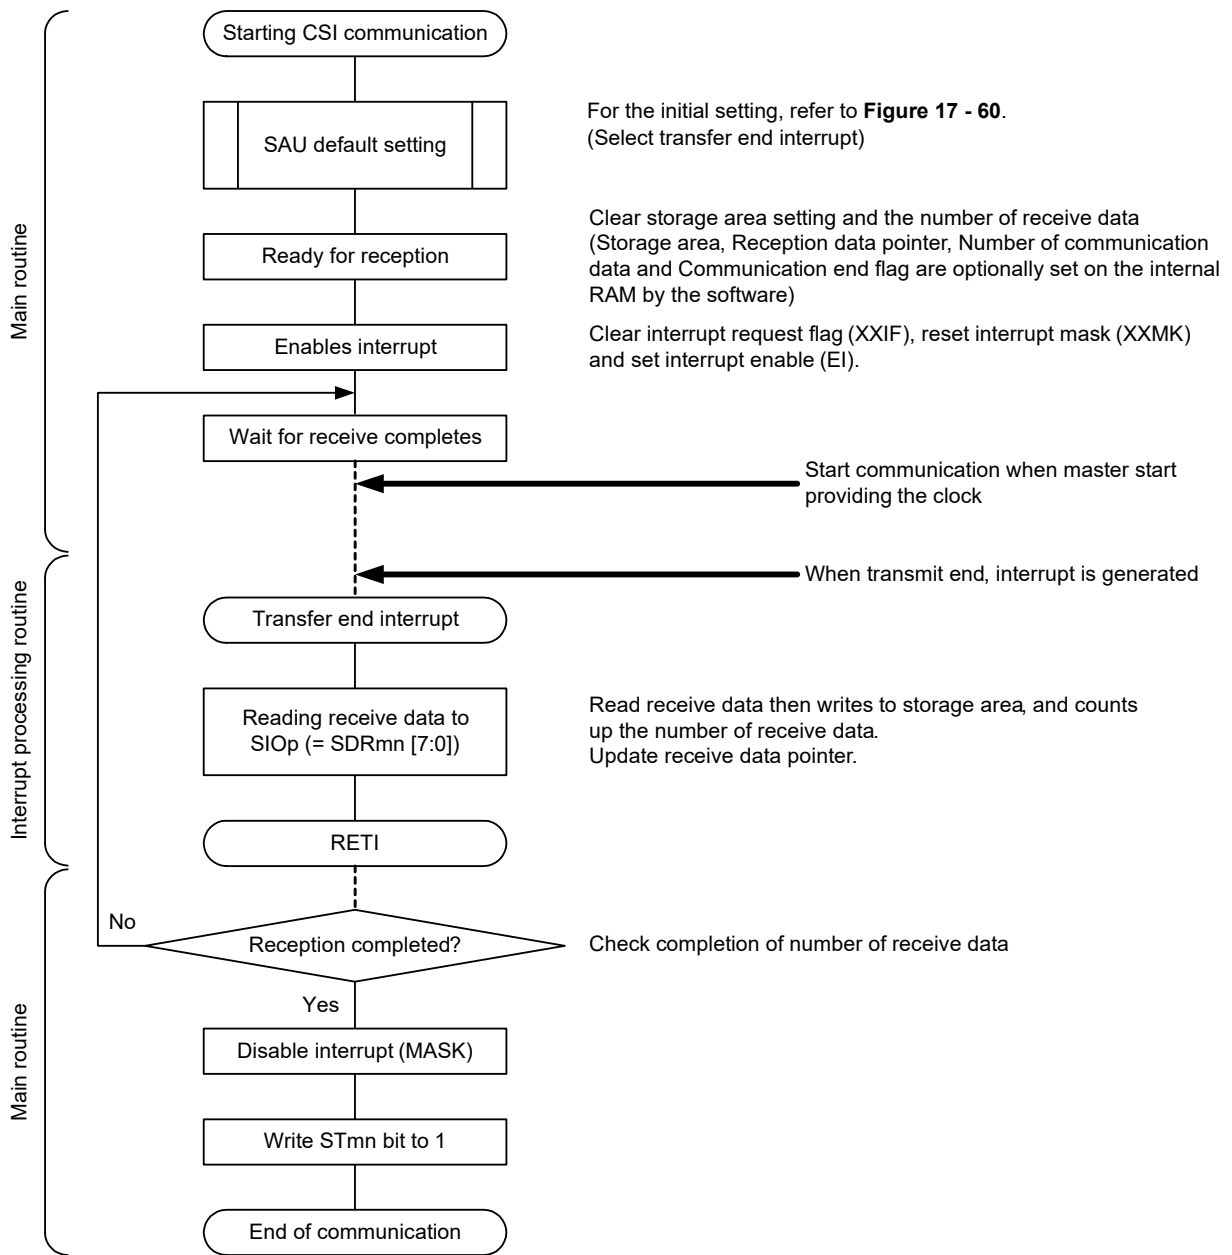 Starting CSI communication
SAU default setting
For the initial setting, refer to Figure 17 - 60.
(Select transfer end interrupt)
Main routine
Ready for reception
Clear storage area setting and the number of receive data
(Storage area, Reception data pointer, Number of communication
data and Communication end flag are optionally set on the internal
RAM by the software)
Enables interrupt
Clear interrupt request flag (XXIF), reset interrupt mask (XXMK)
and set interrupt enable (EI).
Wait for receive completes
Start communication when master start
providing the clock
When transmit end, interrupt is generated
Interrupt processing routine
Transfer end interrupt
Reading receive data to
SIOp (= SDRmn [7:0])
Read receive data then writes to storage area, and counts
up the number of receive data.
Update receive data pointer.
RETI
Main routine
No
Reception completed?
Check completion of number of receive data
Yes
Disable interrupt (MASK)
Write STmn bit to 1
End of communication